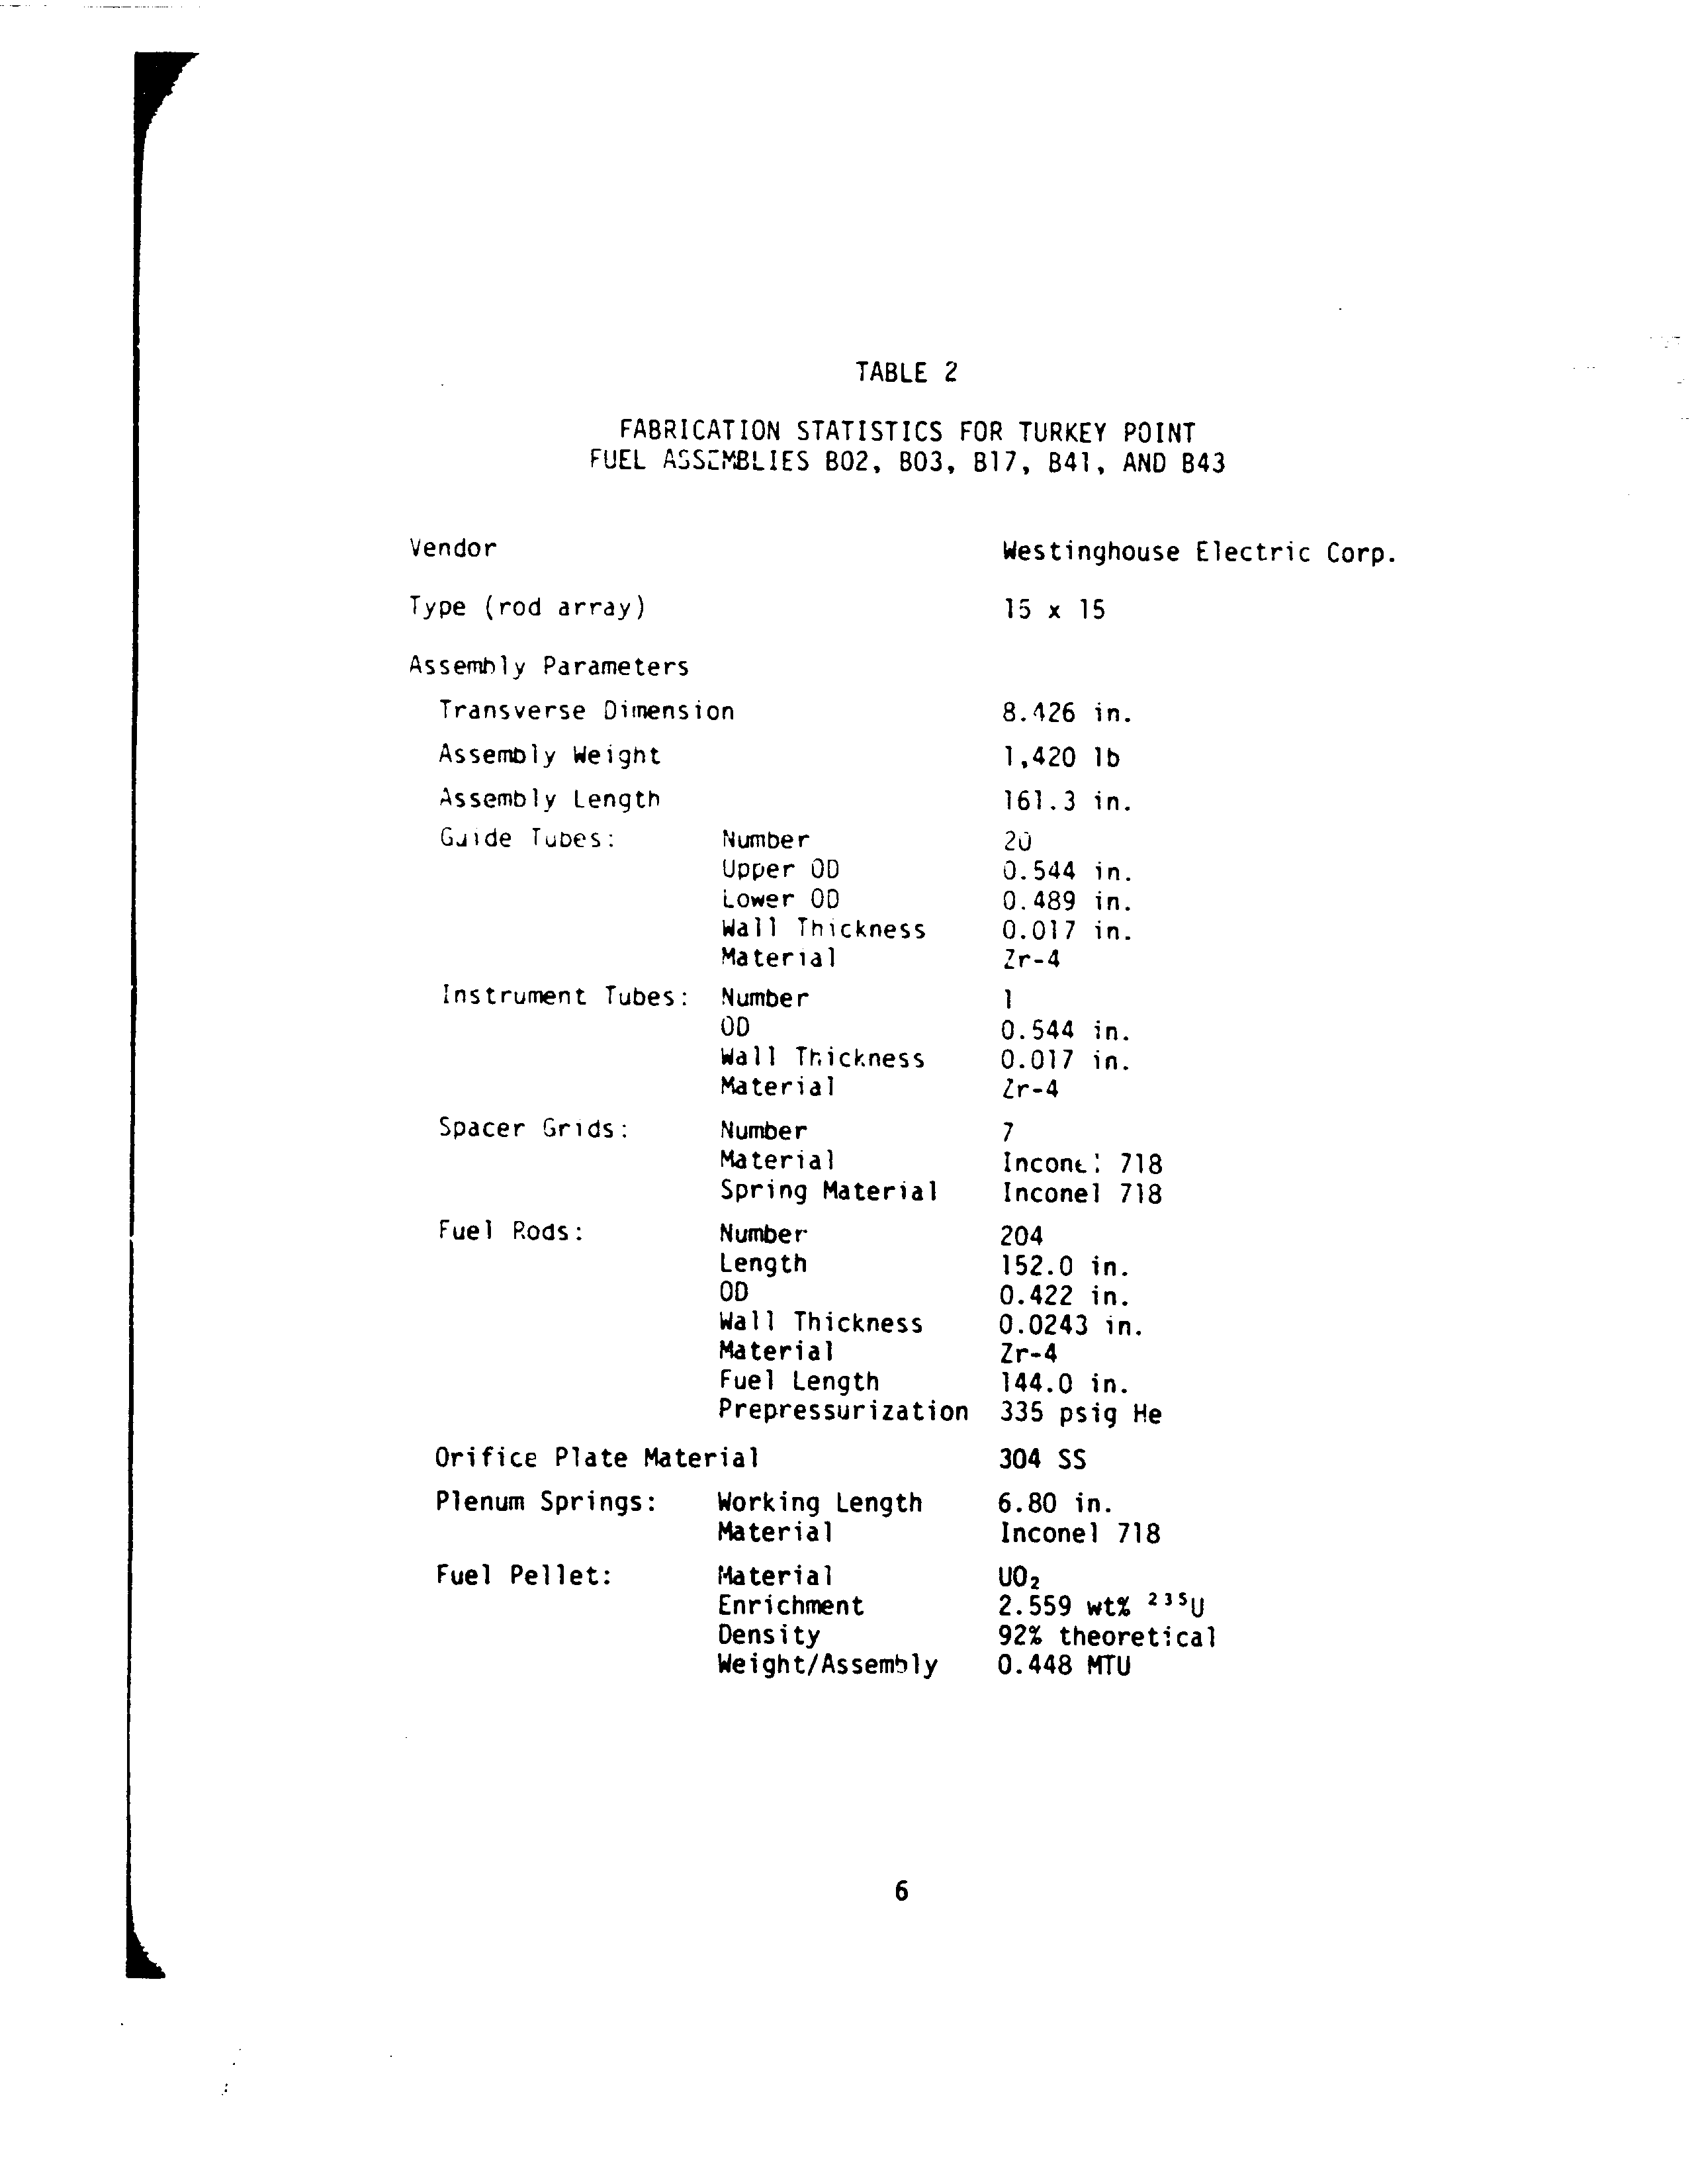 TABLE 2
FABRICATION STATISTICS FOR TURKEY POINT
FUEL ASSEMBLIES B02, B03, B17, B41, AND B43
Vendor Westinghouse Electric Corp.
Type (rod array) 15 x 15
Assembly Parameters
Transverse Dimension 8.426 in.
Assembly Weight 1,420 lb
Assembly Length 161.3 in.
Guide Tubes: Number 20
Upper OD 0.544 in.
Lower OD 0.489 in.
Wall Thickness 0.017 in.
Material Zr-4
Instrument Tubes: Number 1
OD 0.544 in.
Wall Thickness 0.017 in.
Material Zr-4
Spacer Grids: Number 7
Material Inconel 718
Spring Material Inconel 718
Fuel Rods: Number 204
Length 152.0 in.
OD 0.422 in.
Wall Thickness 0.0243 in.
Material Zr-4
Fuel Length 144.0 in.
Prepressurization 335 psig He
Orifice Plate Material 304 SS
Plenum Springs: Working Length 6.80 in.
Material Inconel 718
Fuel Pellet: Material UO₂
Enrichment 2.559 wt% ²³⁵U
Density 92% theoretical
Weight/Assembly 0.448 MTU
6